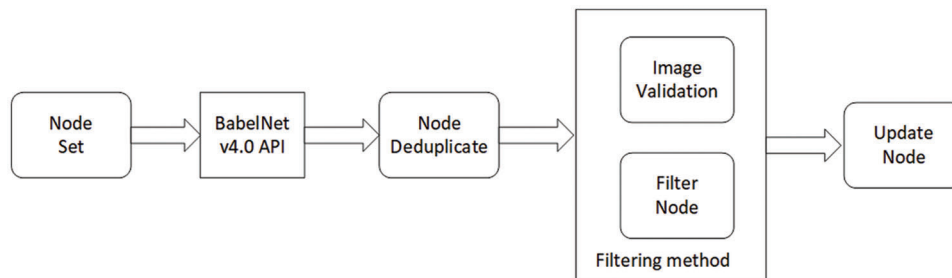 Node
Set
BabelNet
v4.0 API
Node
Deduplicate
Image
Validation
Filter
Node
Filtering method
Update
Node